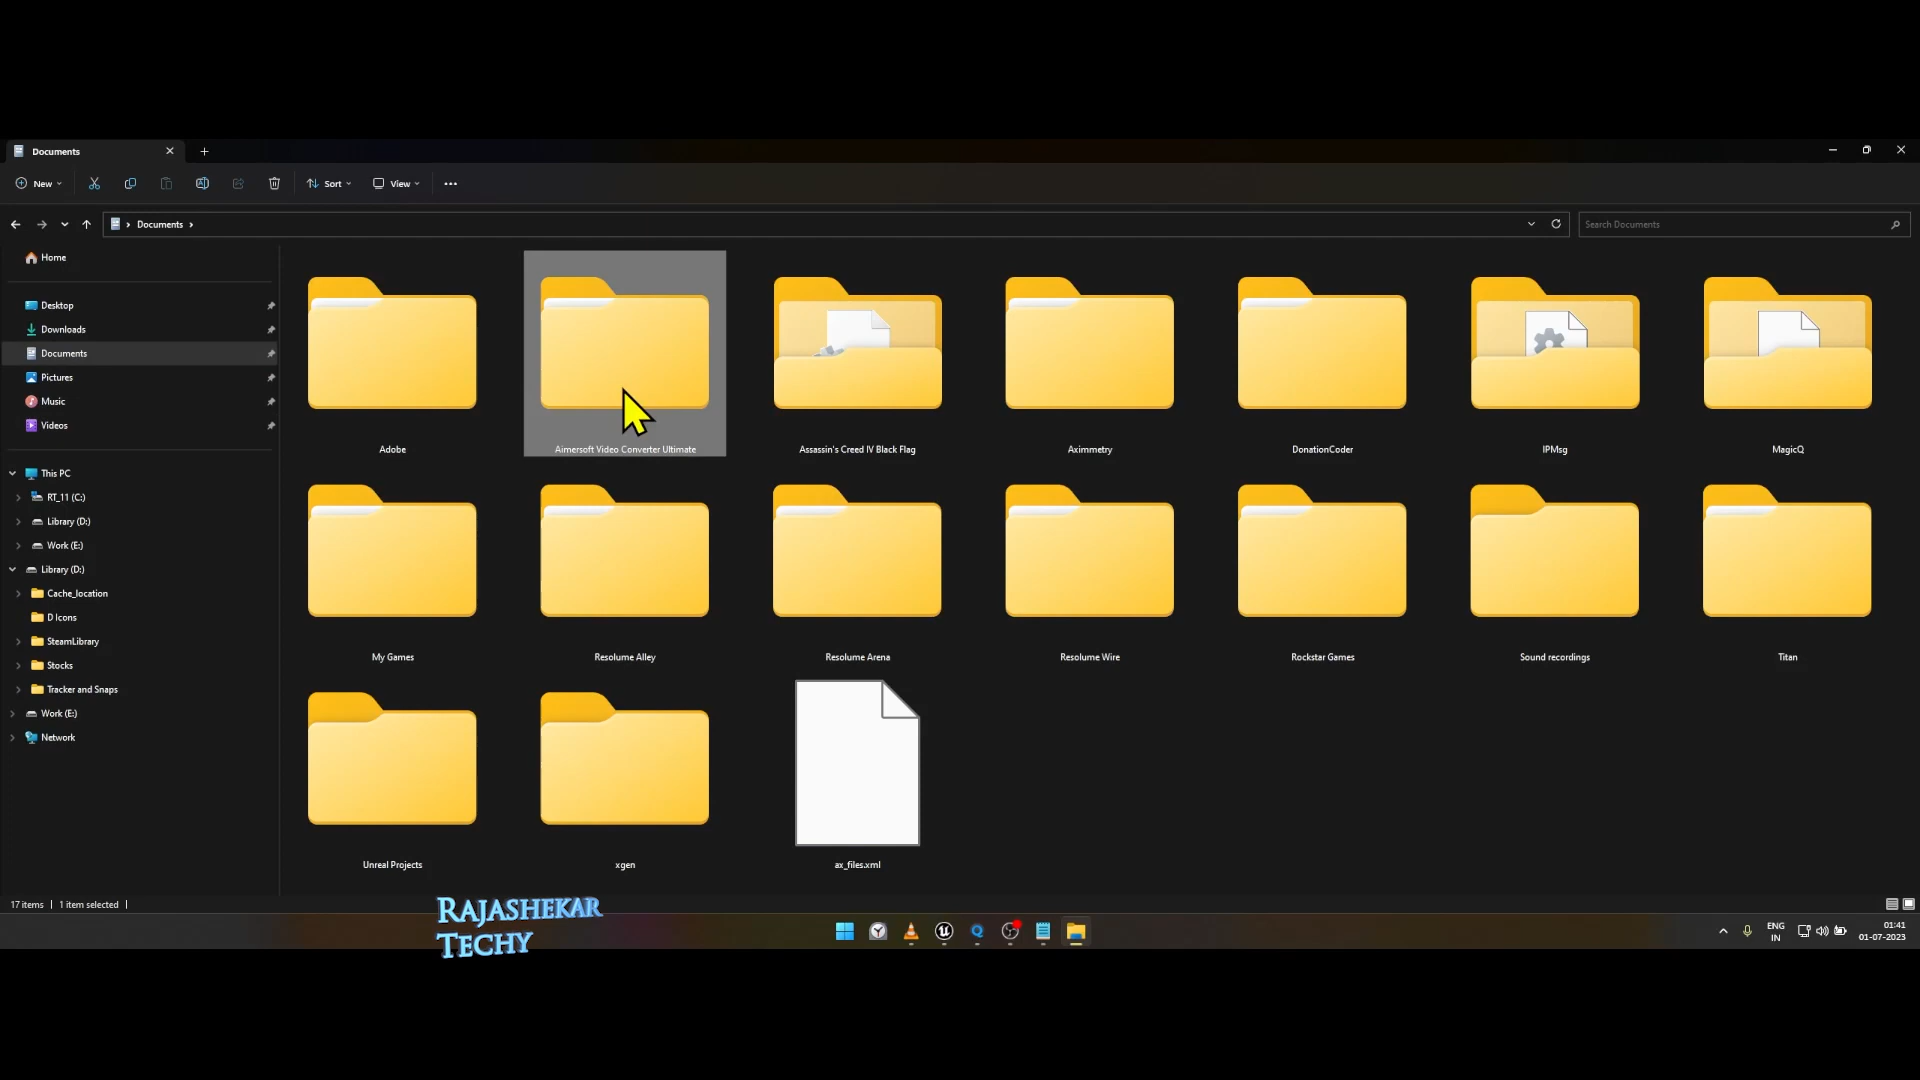 Documents
New
Sort
View
Documents
Search Documents
Home
Desktop
Downloads
Documents
Pictures
Music
Videos
This PC
RT_11 (C:)
Library (D:)
Work (E:)
Library (D:)
Cache_location
D Icons
SteamLibrary
Stocks
Tracker and Snaps
Work (E:)
Network
Adobe
Aimersoft Video Converter Ultimate
Assassin's Creed IV Black Flag
Aximmetry
DonationCoder
IPMsg
MagicQ
My Games
Resolume Alley
Resolume Arena
Resolume Wire
Rockstar Games
Sound recordings
Titan
Unreal Projects
xgen
ax_files.xml
17 items
1 item selected
Rajashekar
Techy
ENG
IN
01:41
01-07-2023